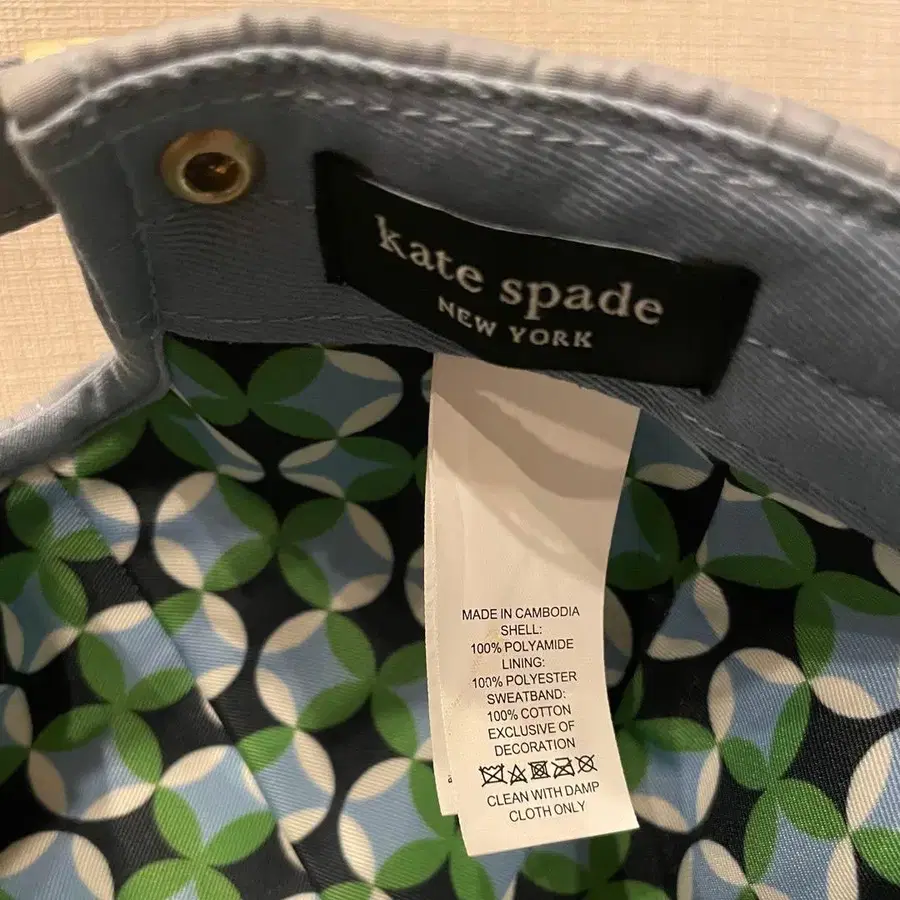 kate spade
NEW YORK
MADE IN CAMBODIA
SHELL:
100% POLYAMIDE
LINING:
100% POLYESTER
SWEATBAND:
100% COTTON
EXCLUSIVE OF
DECORATION
CLEAN WITH DAMP
CLOTH ONLY